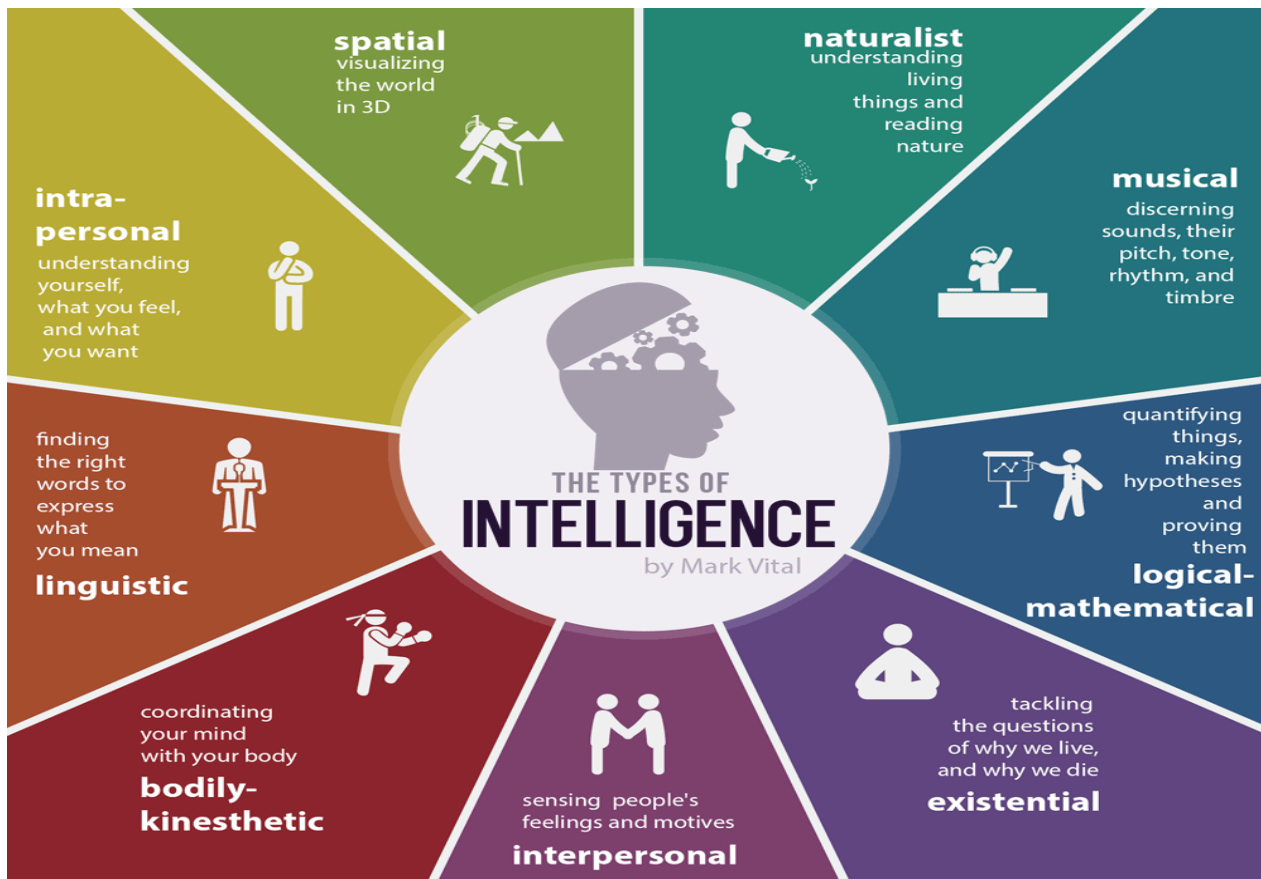 spatial
visualizing
the world
in 3D
naturalist
understanding
living
things and
reading
nature
musical
discerning
sounds, their
pitch, tone,
rhythm, and
timbre
intra-
personal
understanding
yourself,
what you feel,
and what
you want
finding
the right
words to
express
what
you mean
linguistic
THE TYPES OF
INTELLIGENCE
by Mark Vital
quantifying
things,
making
hypotheses
and
proving
them
logical-
mathematical
coordinating
your mind
with your body
bodily-
kinesthetic
sensing people's
feelings and motives
interpersonal
tackling
the questions
of why we live,
and why we die
existential